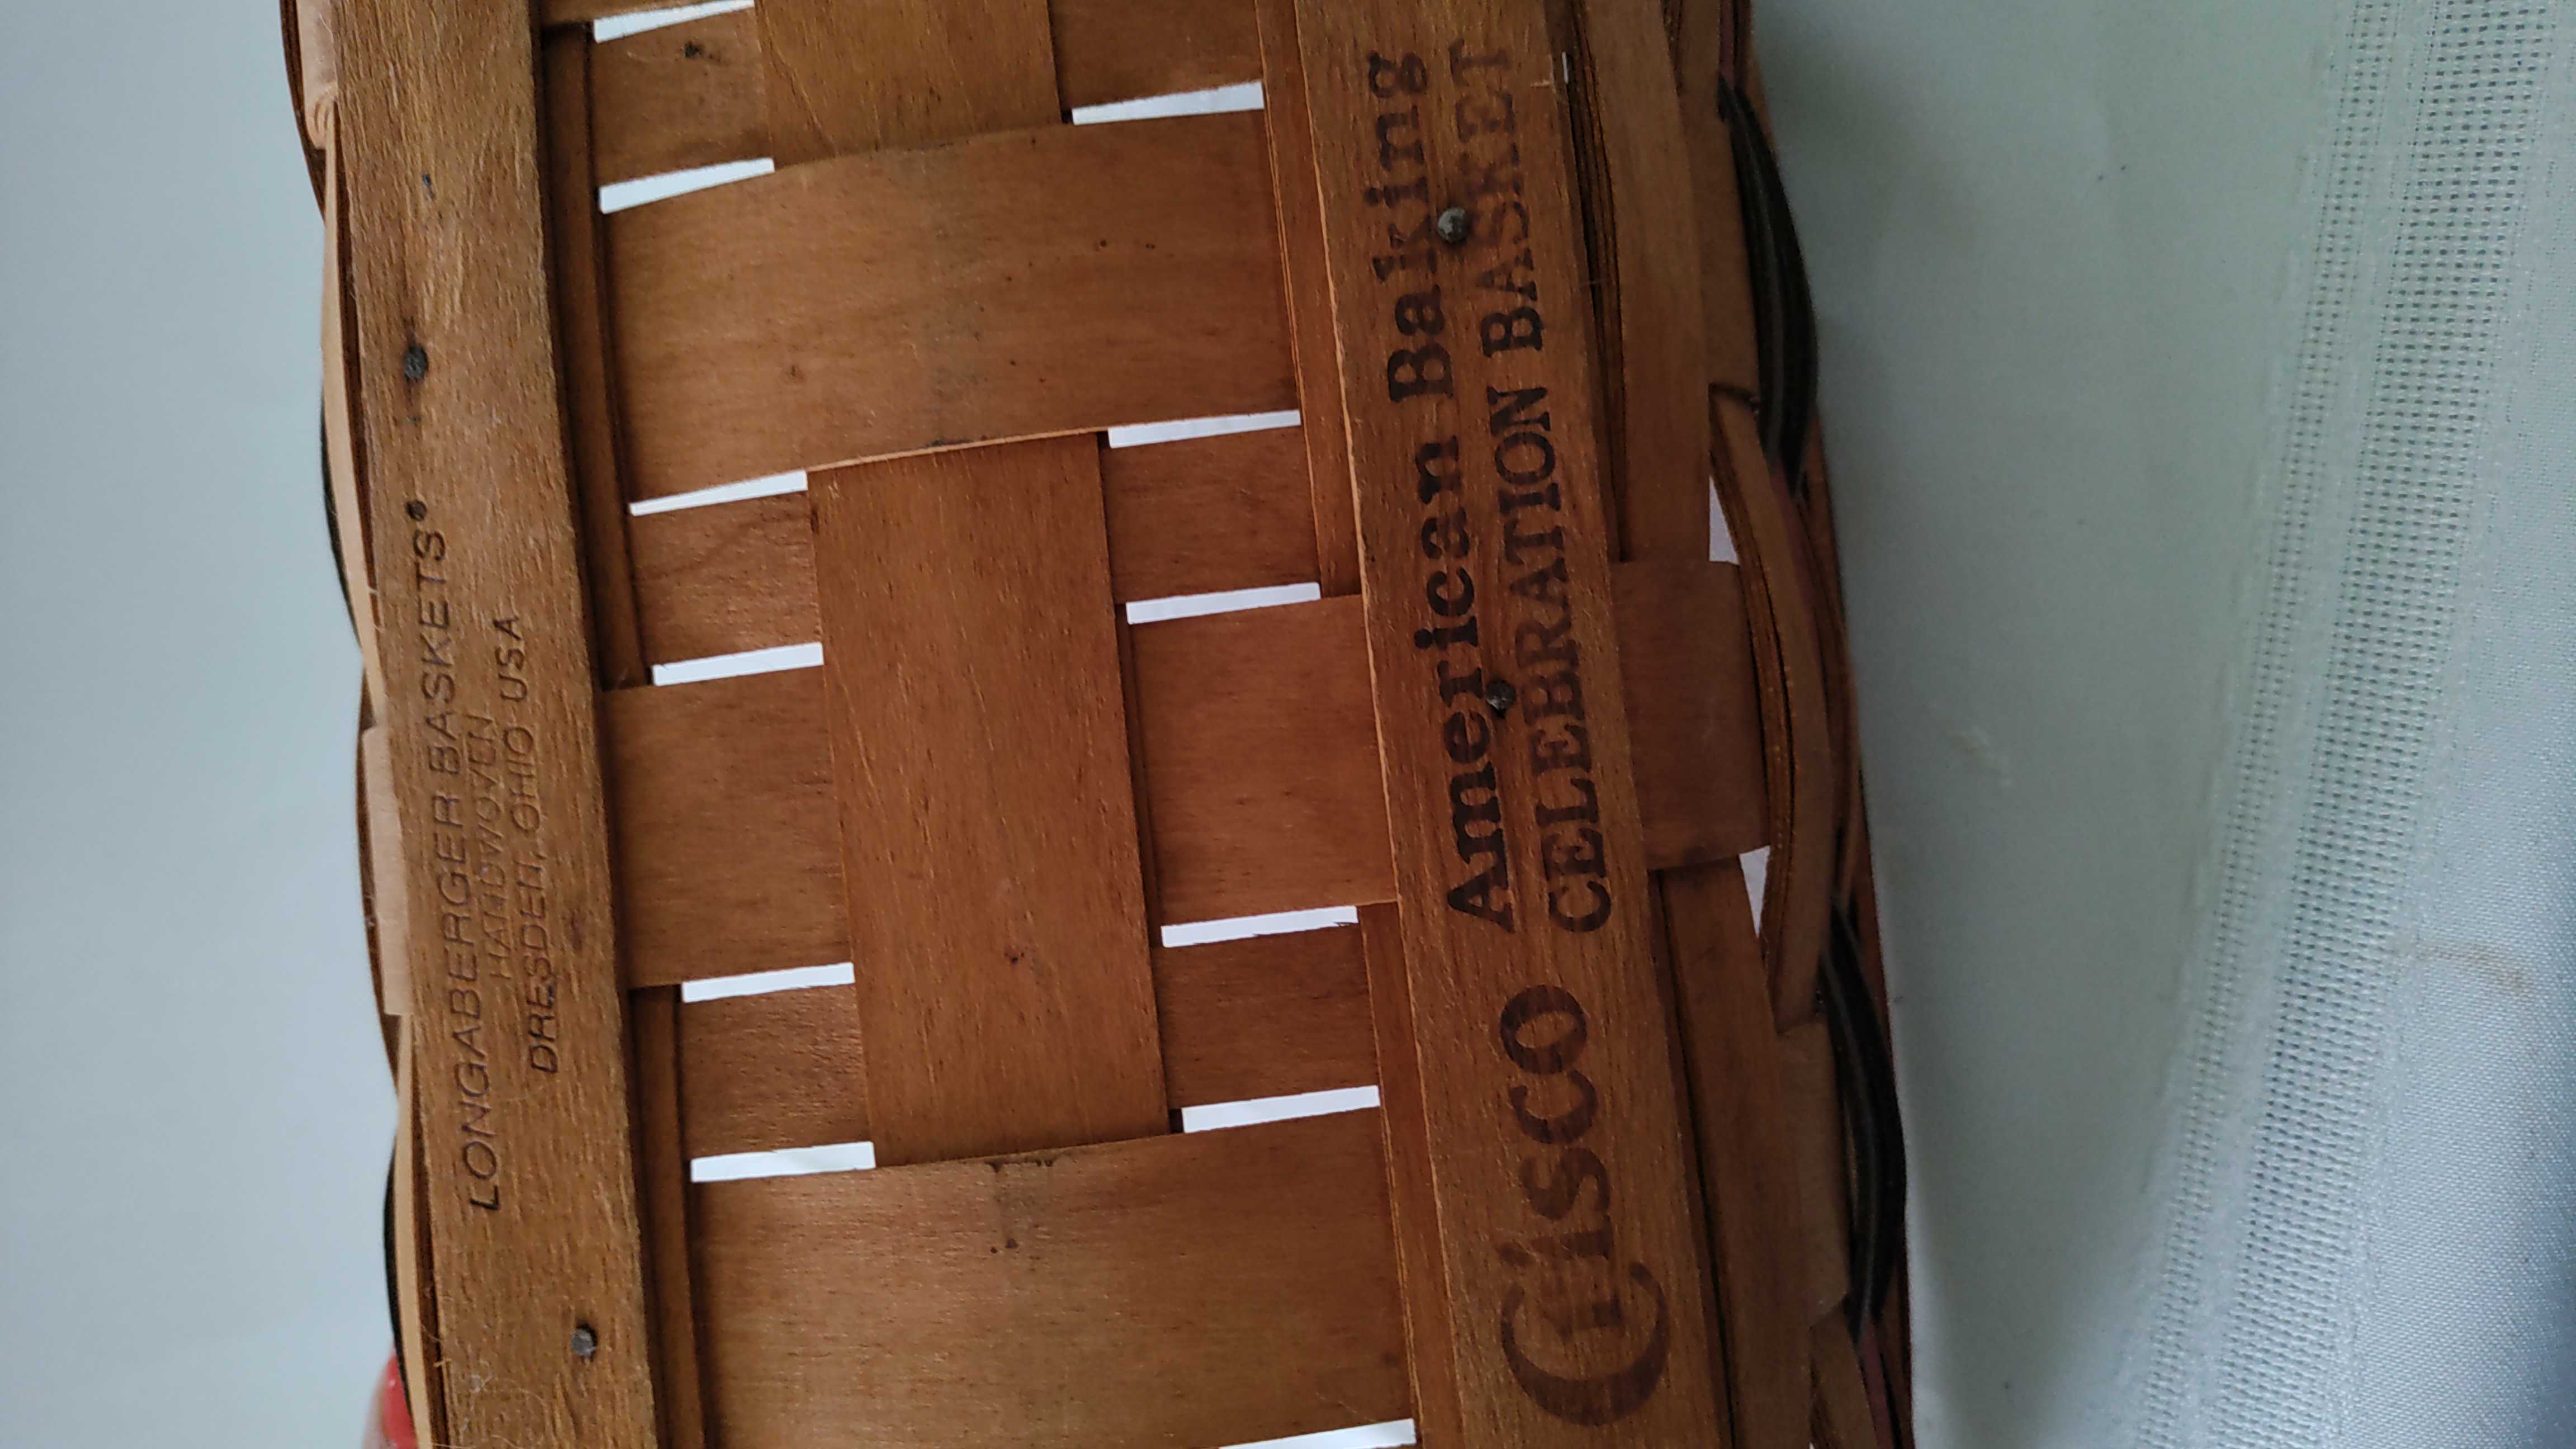 LONGABERGER BASKETS®
HANDWOVEN
DRESDEN, OHIO USA
Crisco American Baking
CELEBRATION BASKET